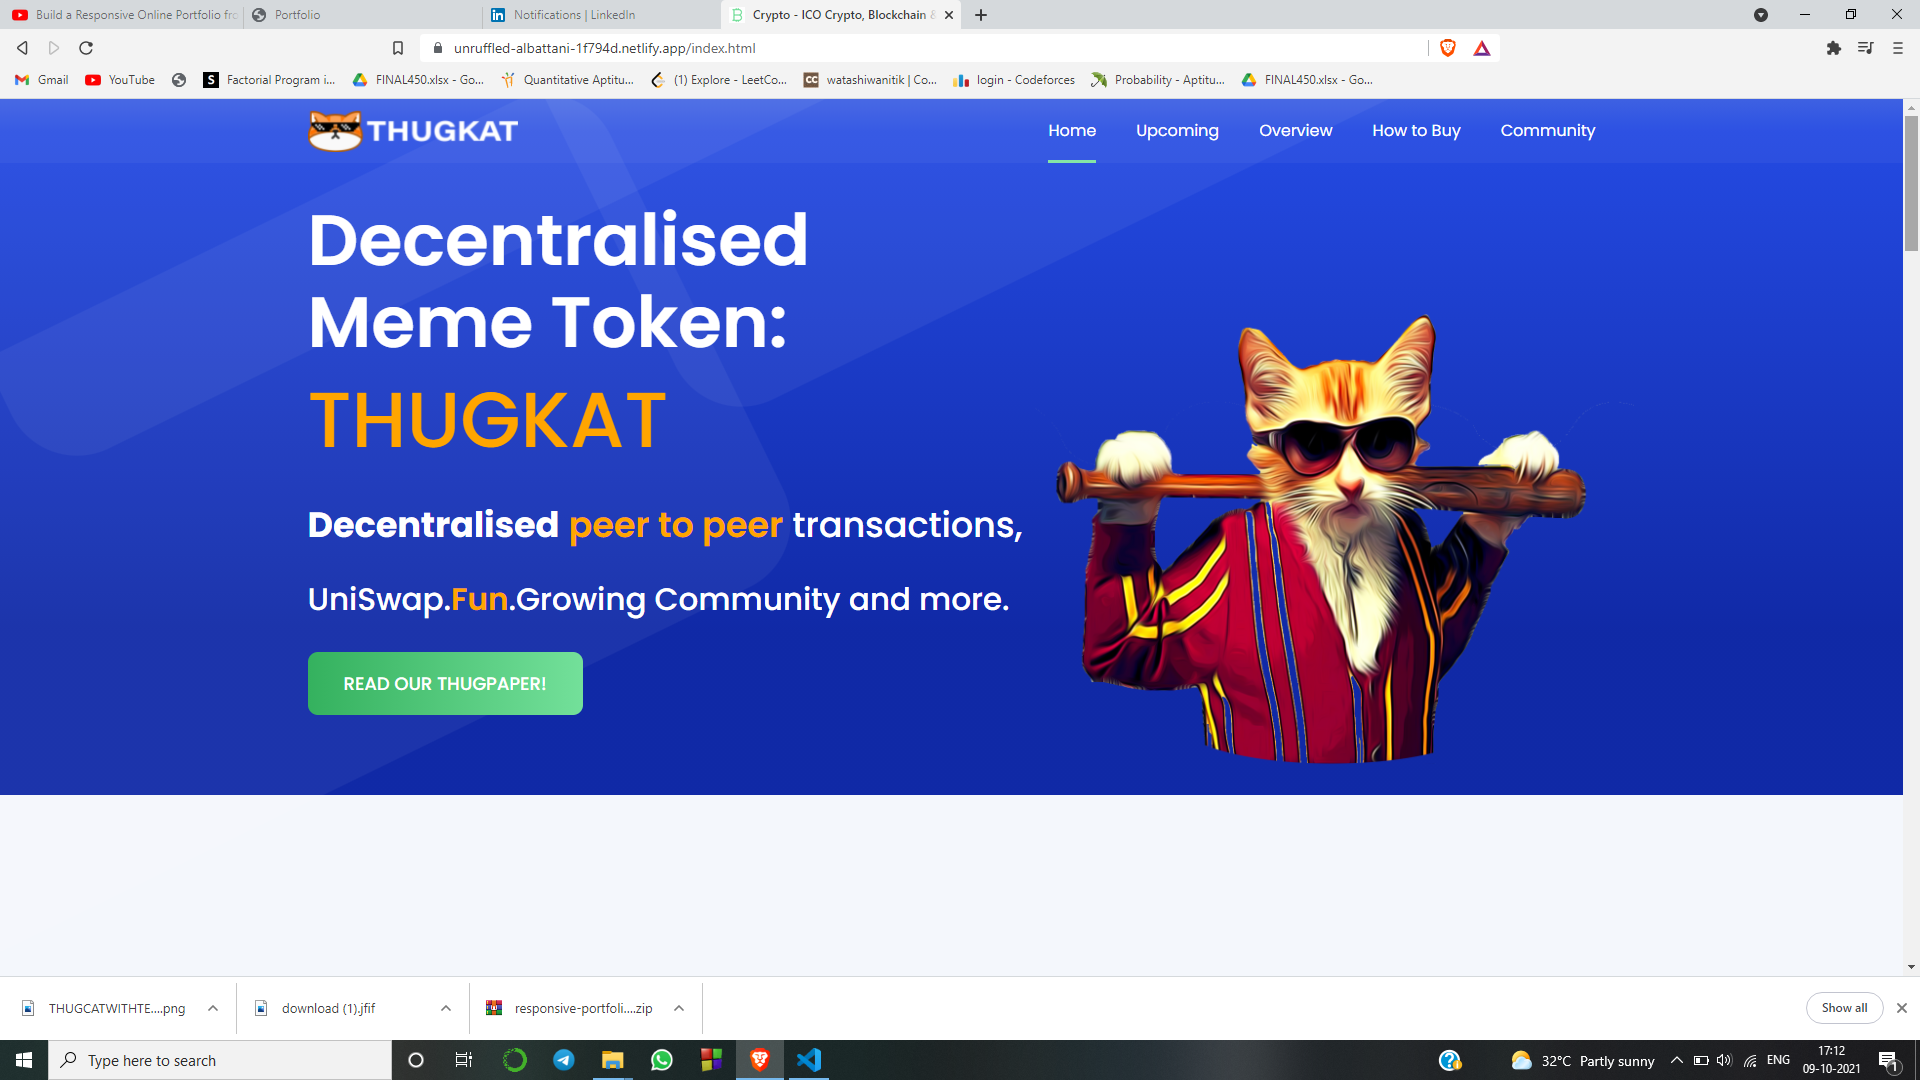 Build a Responsive Online Portfolio fro
Portfolio
Notifications | LinkedIn
Crypto - ICO Crypto, Blockchain &
unruffled-albattani-1f794d.netlify.app/index.html
Gmail
YouTube
S
Factorial Program i...
FINAL450.xlsx - Go...
Quantitative Aptitu...
(1) Explore - LeetCo...
CC
watashiwanitik | Co...
login - Codeforces
Probability - Aptitu...
FINAL450.xlsx - Go...
THUGKAT
Home
Upcoming
Overview
How to Buy
Community
Decentralised
Meme Token:
THUGKAT
Decentralised peer to peer transactions,
UniSwap.Fun.Growing Community and more.
READ OUR THUGPAPER!
THUGCATWITHTE....png
download (1).jfif
responsive-portfoli....zip
Show all
Type here to search
32°C Partly sunny
ENG
17:12
09-10-2021
1